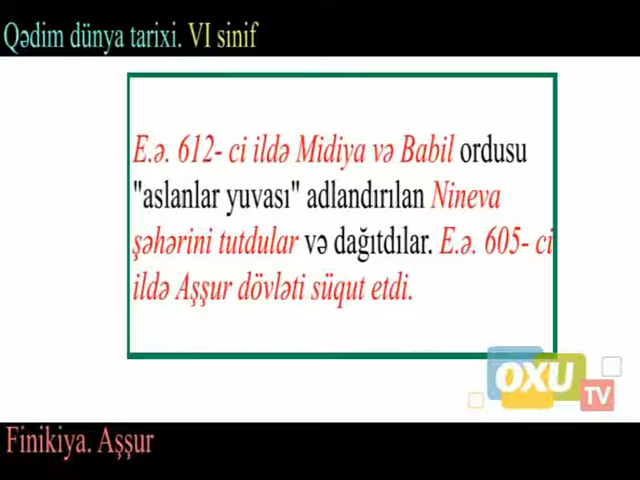 Qədim dünya tarixi. VI sinif
E.ə. 612- ci ildə Midiya və Babil ordusu
"aslanlar yuvası" adlandırılan Nineva
şəhərini tutdular və dağıtdılar. E.ə. 605- ci
ildə Aşşur dövləti süqut etdi.
OXU
TV
Finikiya. Aşşur